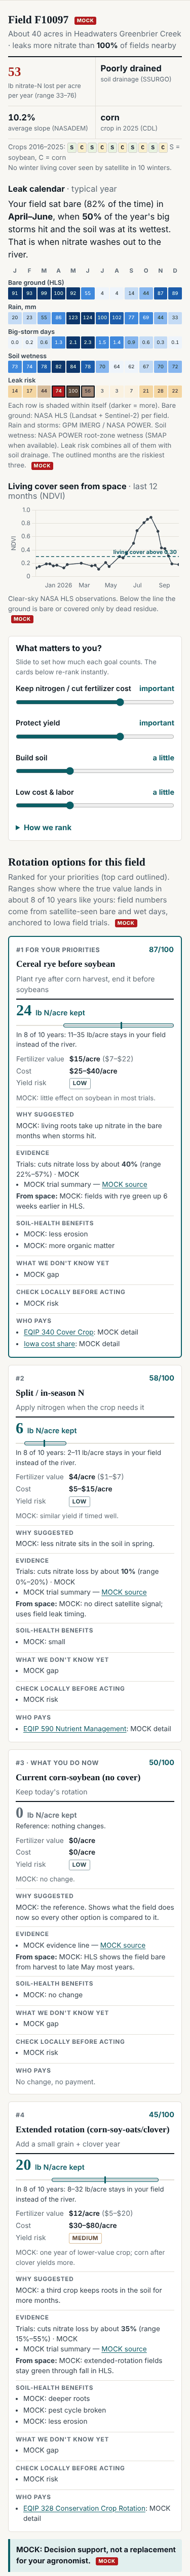 Field F10097 MOCK
About 40 acres in Headwaters Greenbrier Creek
· leaks more nitrate than 100% of fields nearby
53
lb nitrate-N lost per acre
per year (range 33–76)
Poorly drained
soil drainage (SSURGO)
10.2%
average slope (NASADEM)
corn
crop in 2025 (CDL)
Crops 2016–2025: S C S C S C S C S C S =
soybean, C = corn
No winter living cover seen by satellite in 10 winters.
Leak calendar · typical year
Your field sat bare (82% of the time) in
April–June, when 50% of the year's big
storms hit and the soil was at its wettest.
That is when nitrate washes out to the
river.
J F M A M J J A S O N D
Bare ground (HLS)
Rain, mm
Big-storm days
Soil wetness
Leak risk
Each row is shaded within itself (darker = more). Bare
ground: NASA HLS (Landsat + Sentinel-2) per field.
Rain and storms: GPM IMERG / NASA POWER. Soil
wetness: NASA POWER root-zone wetness (SMAP
when available). Leak risk combines all of them with
soil drainage. The outlined months are the riskiest
three. MOCK
Living cover seen from space · last 12
months (NDVI)
1.0
0.8
0.6
0.4
0.2
0
NDVI
living cover above 0.30
Jan 2026 Mar May Jul Sep
Clear-sky NASA HLS observations. Below the line the
ground is bare or covered only by dead residue.
MOCK
What matters to you?
Slide to set how much each goal counts. The
cards below re-rank instantly.
Keep nitrogen / cut fertilizer cost important
Protect yield important
Build soil a little
Low cost & labor a little
▶ How we rank
Rotation options for this field
Ranked for your priorities (top card outlined).
Ranges show where the true value lands in
about 8 of 10 years like yours: field numbers
come from satellite-seen bare and wet days,
anchored to Iowa field trials. MOCK
#1 FOR YOUR PRIORITIES 87/100
Cereal rye before soybean
Plant rye after corn harvest, end it before
soybeans
24 lb N/acre kept
In 8 of 10 years: 11–35 lb/acre stays in your field
instead of the river.
Fertilizer value $15/acre ($7–$22)
Cost $25–$40/acre
Yield risk LOW
MOCK: little effect on soybean in most trials.
WHY SUGGESTED
MOCK: living roots take up nitrate in the bare
months when storms hit.
EVIDENCE
Trials: cuts nitrate loss by about 40% (range
22%–57%) · MOCK
• MOCK trial summary — MOCK source
From space: MOCK: fields with rye green up 6
weeks earlier in HLS.
SOIL-HEALTH BENEFITS
• MOCK: less erosion
• MOCK: more organic matter
WHAT WE DON'T KNOW YET
• MOCK gap
CHECK LOCALLY BEFORE ACTING
• MOCK risk
WHO PAYS
• EQIP 340 Cover Crop: MOCK detail
• Iowa cost share: MOCK detail
#2 58/100
Split / in-season N
Apply nitrogen when the crop needs it
6 lb N/acre kept
In 8 of 10 years: 2–11 lb/acre stays in your field
instead of the river.
Fertilizer value $4/acre ($1–$7)
Cost $5–$15/acre
Yield risk LOW
MOCK: similar yield if timed well.
WHY SUGGESTED
MOCK: less nitrate sits in the soil in spring.
EVIDENCE
Trials: cuts nitrate loss by about 10% (range
0%–20%) · MOCK
• MOCK trial summary — MOCK source
From space: MOCK: no direct satellite signal;
uses field leak timing.
SOIL-HEALTH BENEFITS
• MOCK: small
WHAT WE DON'T KNOW YET
• MOCK gap
CHECK LOCALLY BEFORE ACTING
• MOCK risk
WHO PAYS
• EQIP 590 Nutrient Management: MOCK detail
#3 · WHAT YOU DO NOW 50/100
Current corn-soybean (no cover)
Keep today's rotation
0 lb N/acre kept
Reference: nothing changes.
Fertilizer value $0/acre
Cost $0/acre
Yield risk LOW
MOCK: no change.
WHY SUGGESTED
MOCK: the reference. Shows what the field does
now so every other option is compared to it.
EVIDENCE
• MOCK evidence line — MOCK source
From space: MOCK: HLS shows the field bare
from harvest to late May most years.
SOIL-HEALTH BENEFITS
• MOCK: no change
WHAT WE DON'T KNOW YET
• MOCK gap
CHECK LOCALLY BEFORE ACTING
• MOCK risk
WHO PAYS
No change, no payment.
#4 45/100
Extended rotation (corn-soy-oats/clover)
Add a small grain + clover year
20 lb N/acre kept
In 8 of 10 years: 8–32 lb/acre stays in your field
instead of the river.
Fertilizer value $12/acre ($5–$20)
Cost $30–$80/acre
Yield risk MEDIUM
MOCK: one year of lower-value crop; corn after
clover yields more.
WHY SUGGESTED
MOCK: a third crop keeps roots in the soil for
more months.
EVIDENCE
Trials: cuts nitrate loss by about 35% (range
15%–55%) · MOCK
• MOCK trial summary — MOCK source
From space: MOCK: extended-rotation fields
stay green through fall in HLS.
SOIL-HEALTH BENEFITS
• MOCK: deeper roots
• MOCK: pest cycle broken
• MOCK: less erosion
WHAT WE DON'T KNOW YET
• MOCK gap
CHECK LOCALLY BEFORE ACTING
• MOCK risk
WHO PAYS
• EQIP 328 Conservation Crop Rotation: MOCK
detail
MOCK: Decision support, not a replacement
for your agronomist. MOCK